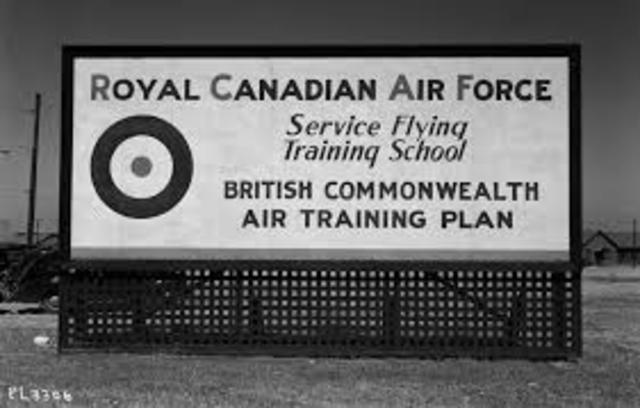 ROYAL CANADIAN AIR FORCE
Service Flying
Training School
BRITISH COMMONWEALTH
AIR TRAINING PLAN
PL3306